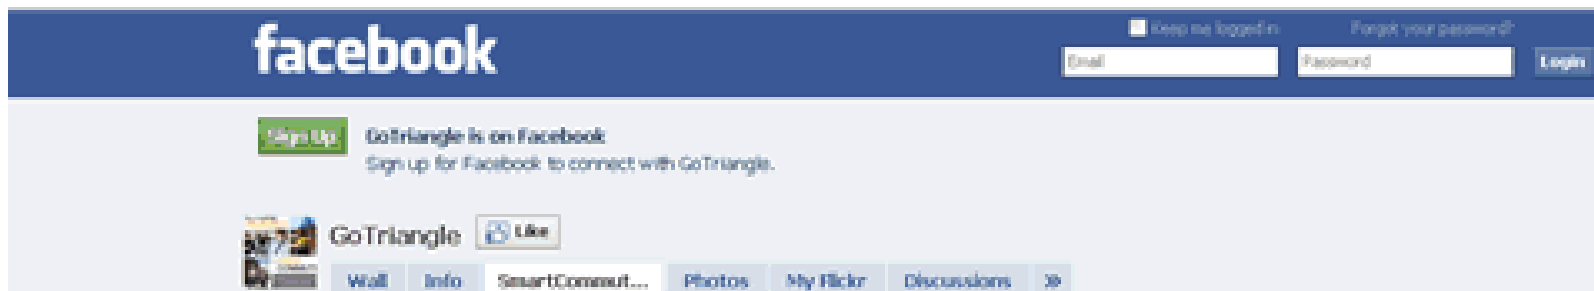 facebook
Keep me logged in
Forgot your password?
Email
Password
Login
Sign Up
GoTriangle is on Facebook
Sign up for Facebook to connect with GoTriangle.
GoTriangle
Like
Wall Info SmartCommut... Photos My Flickr Discussions »